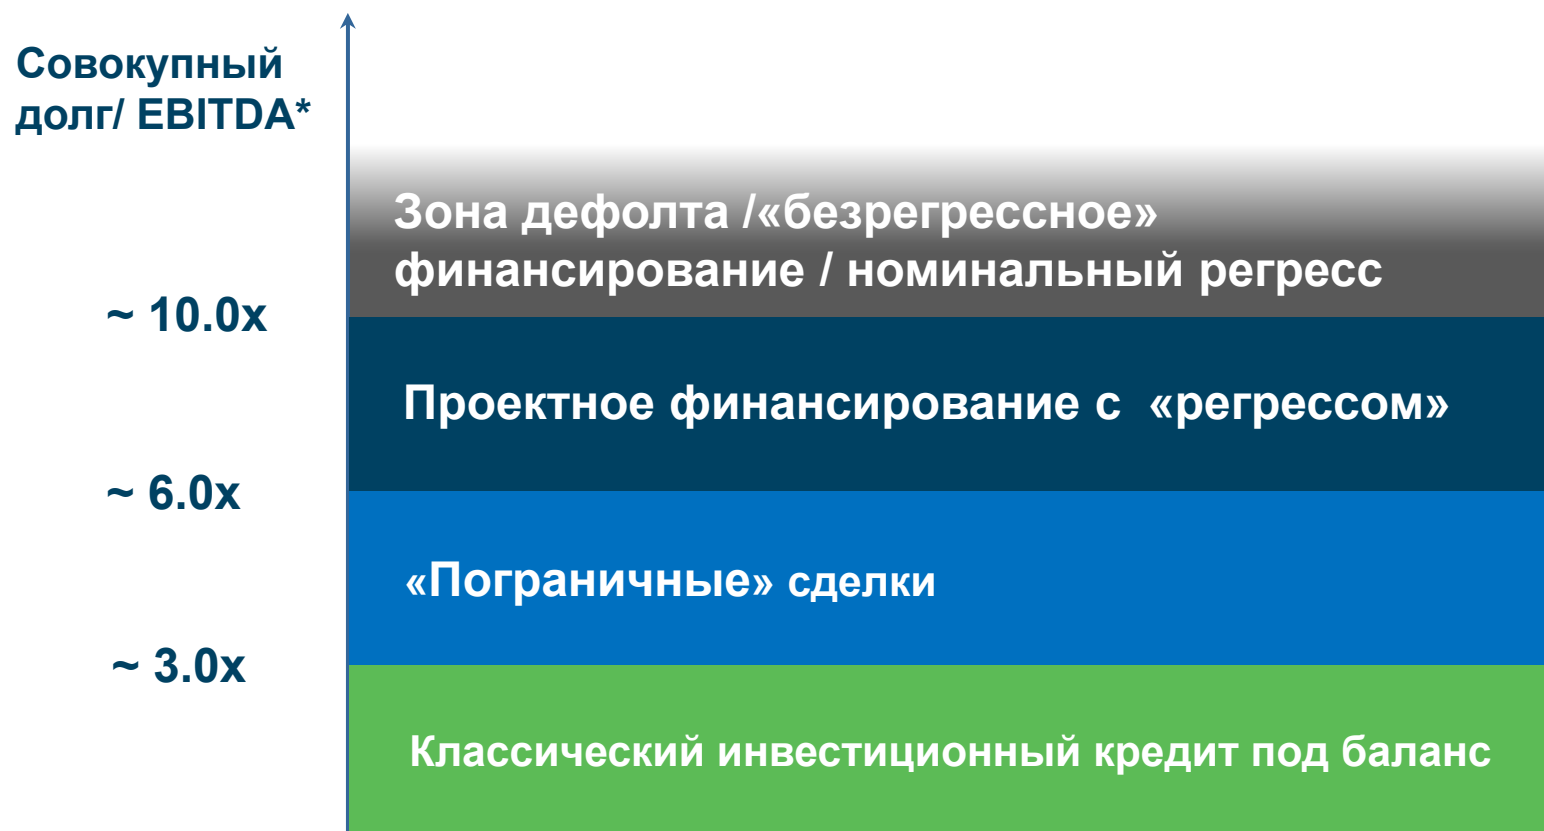 Совокупный
долг/ EBITDA*
Зона дефолта /«безрегрессное»
финансирование / номинальный регресс
~ 10.0x
Проектное финансирование с «регрессом»
~ 6.0x
«Пограничные» сделки
~ 3.0x
Классический инвестиционный кредит под баланс